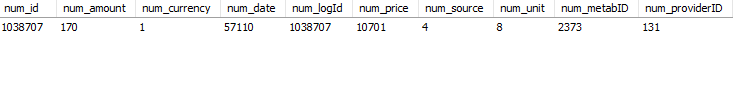 num_id num_amount num_currency num_date num_logId num_price num_source num_unit num_metabID num_providerID
1038707 170 1 57110 1038707 10701 4 8 2373 131